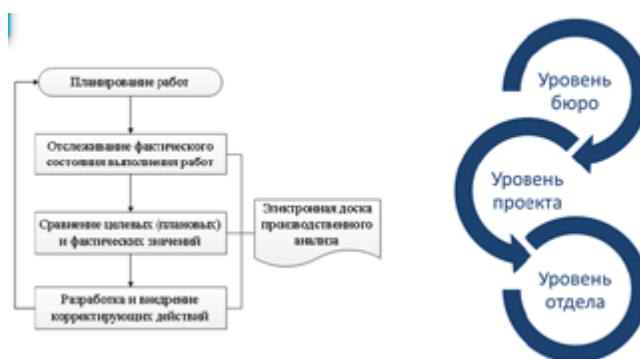 Планирование работ
Отслеживание фактического
состояния выполнения работ
Сравнение целевых (плановых)
и фактических значений
Разработка и внедрение
корректирующих действий
Электронная доска
производственного
анализа
Уровень
бюро
Уровень
проекта
Уровень
отдела